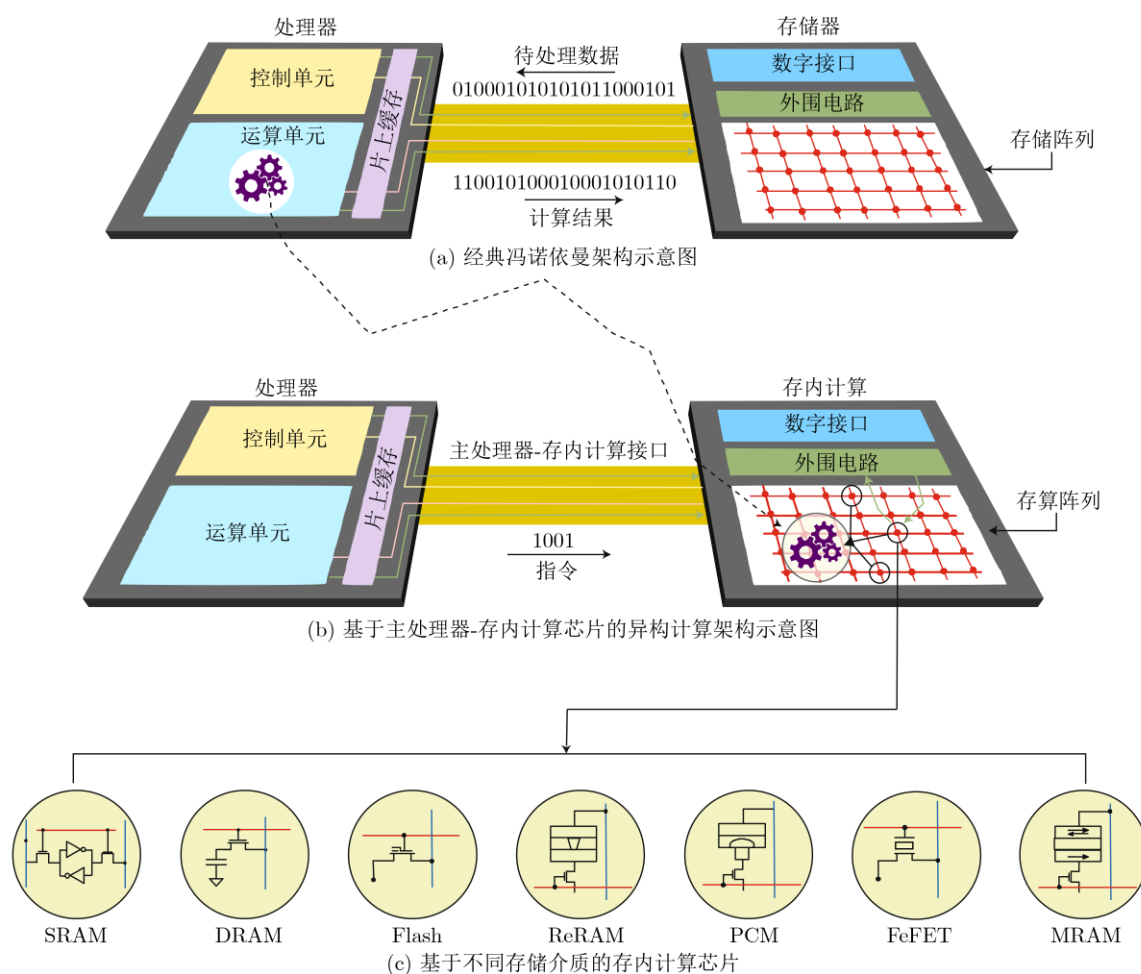 处理器
存储器
控制单元
运算单元
片上缓存
待处理数据
010001010101011000101
110010100010001010110
计算结果
数字接口
外围电路
存储阵列
(a) 经典冯诺依曼架构示意图
处理器
存内计算
控制单元
运算单元
片上缓存
主处理器-存内计算接口
1001
指令
数字接口
外围电路
存算阵列
(b) 基于主处理器-存内计算芯片的异构计算架构示意图
SRAM
DRAM
Flash
ReRAM
PCM
FeFET
MRAM
(c) 基于不同存储介质的存内计算芯片